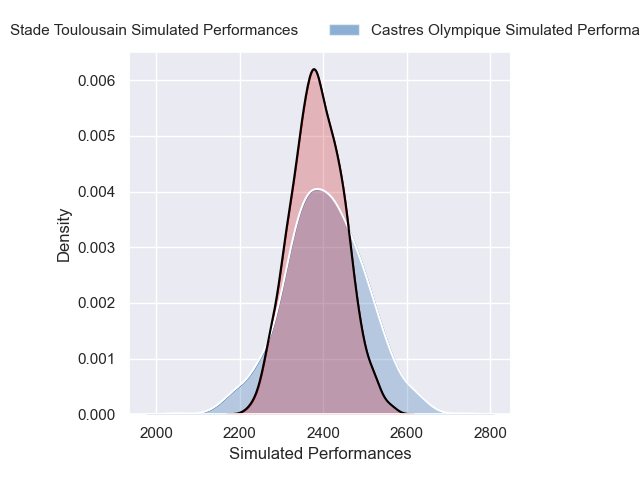 Stade Toulousain Simulated Performances Castres Olympique Simulated Performa
0.006
0.005
0.004
0.003
0.002
0.001
0.000
Density
2000 2200 2400 2600 2800
Simulated Performances